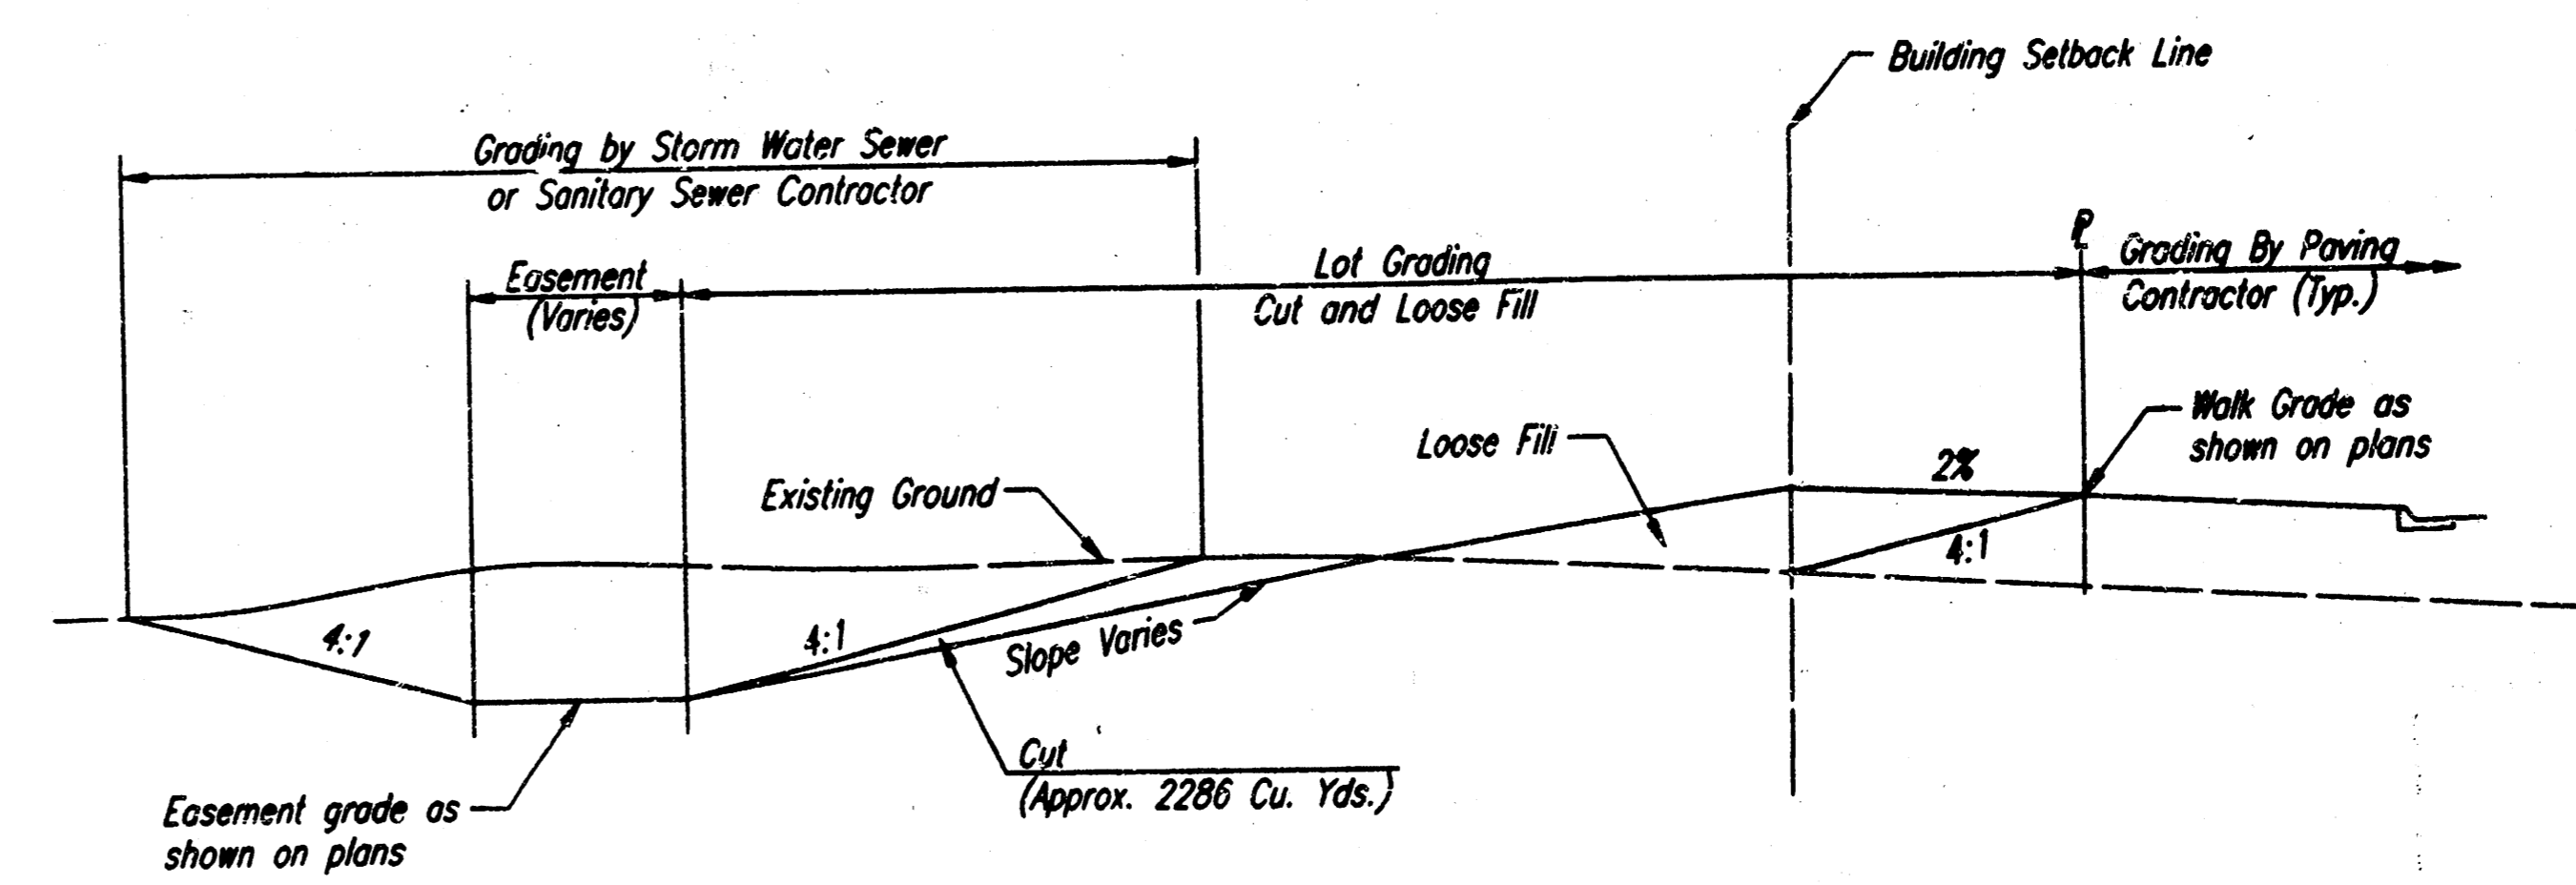 Building Setback Line
Grading by Storm Water Sewer
or Sanitary Sewer Contractor
Easement
(Varies)
Lot Grading
Cut and Loose Fill
PL
Grading By Paving
Contractor (Typ.)
Walk Grade as
shown on plans
Loose Fill
2%
Existing Ground
4:1
4:1
4:1
Slope Varies
Cut
(Approx. 2286 Cu. Yds.)
Easement grade as
shown on plans